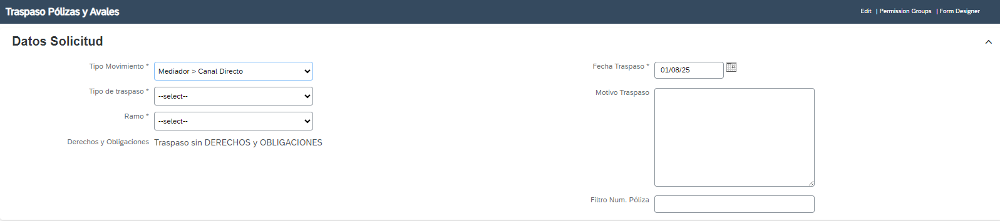 Traspaso Pólizas y Avales
Edit | Permission Groups | Form Designer
Datos Solicitud
Tipo Movimiento * Mediador > Canal Directo
Tipo de traspaso * --select--
Ramo * --select--
Derechos y Obligaciones Traspaso sin DERECHOS y OBLIGACIONES
Fecha Traspaso * 01/08/25
Motivo Traspaso
Filtro Num. Póliza